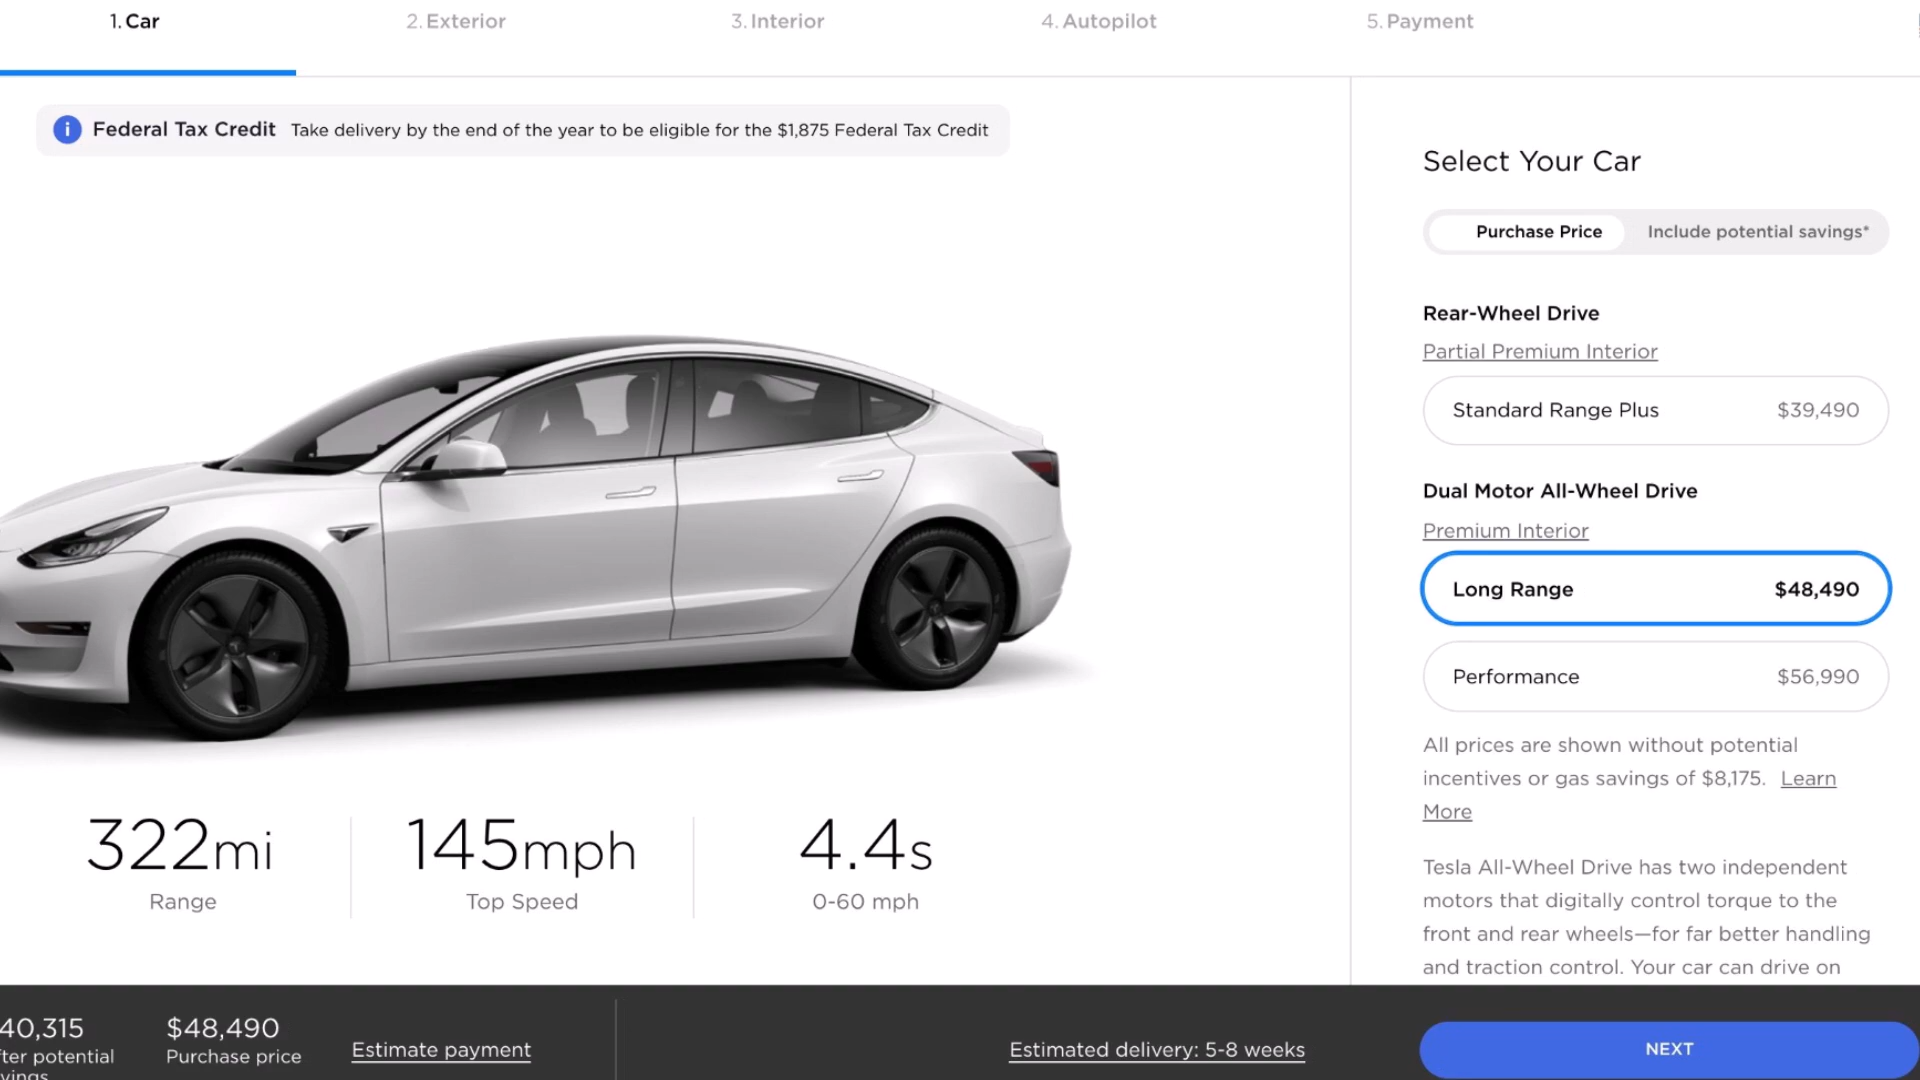 1. Car
2. Exterior
3. Interior
4. Autopilot
5. Payment
i Federal Tax Credit Take delivery by the end of the year to be eligible for the $1,875 Federal Tax Credit
Select Your Car
Purchase Price Include potential savings*
Rear-Wheel Drive
Partial Premium Interior
Standard Range Plus $39,490
Dual Motor All-Wheel Drive
Premium Interior
Long Range $48,490
Performance $56,990
All prices are shown without potential
incentives or gas savings of $8,175. Learn
More
Tesla All-Wheel Drive has two independent
motors that digitally control torque to the
front and rear wheels—for far better handling
and traction control. Your car can drive on
322mi
Range
145mph
Top Speed
4.4s
0-60 mph
40,315
fter potential
vings
$48,490
Purchase price
Estimate payment
Estimated delivery: 5-8 weeks
NEXT